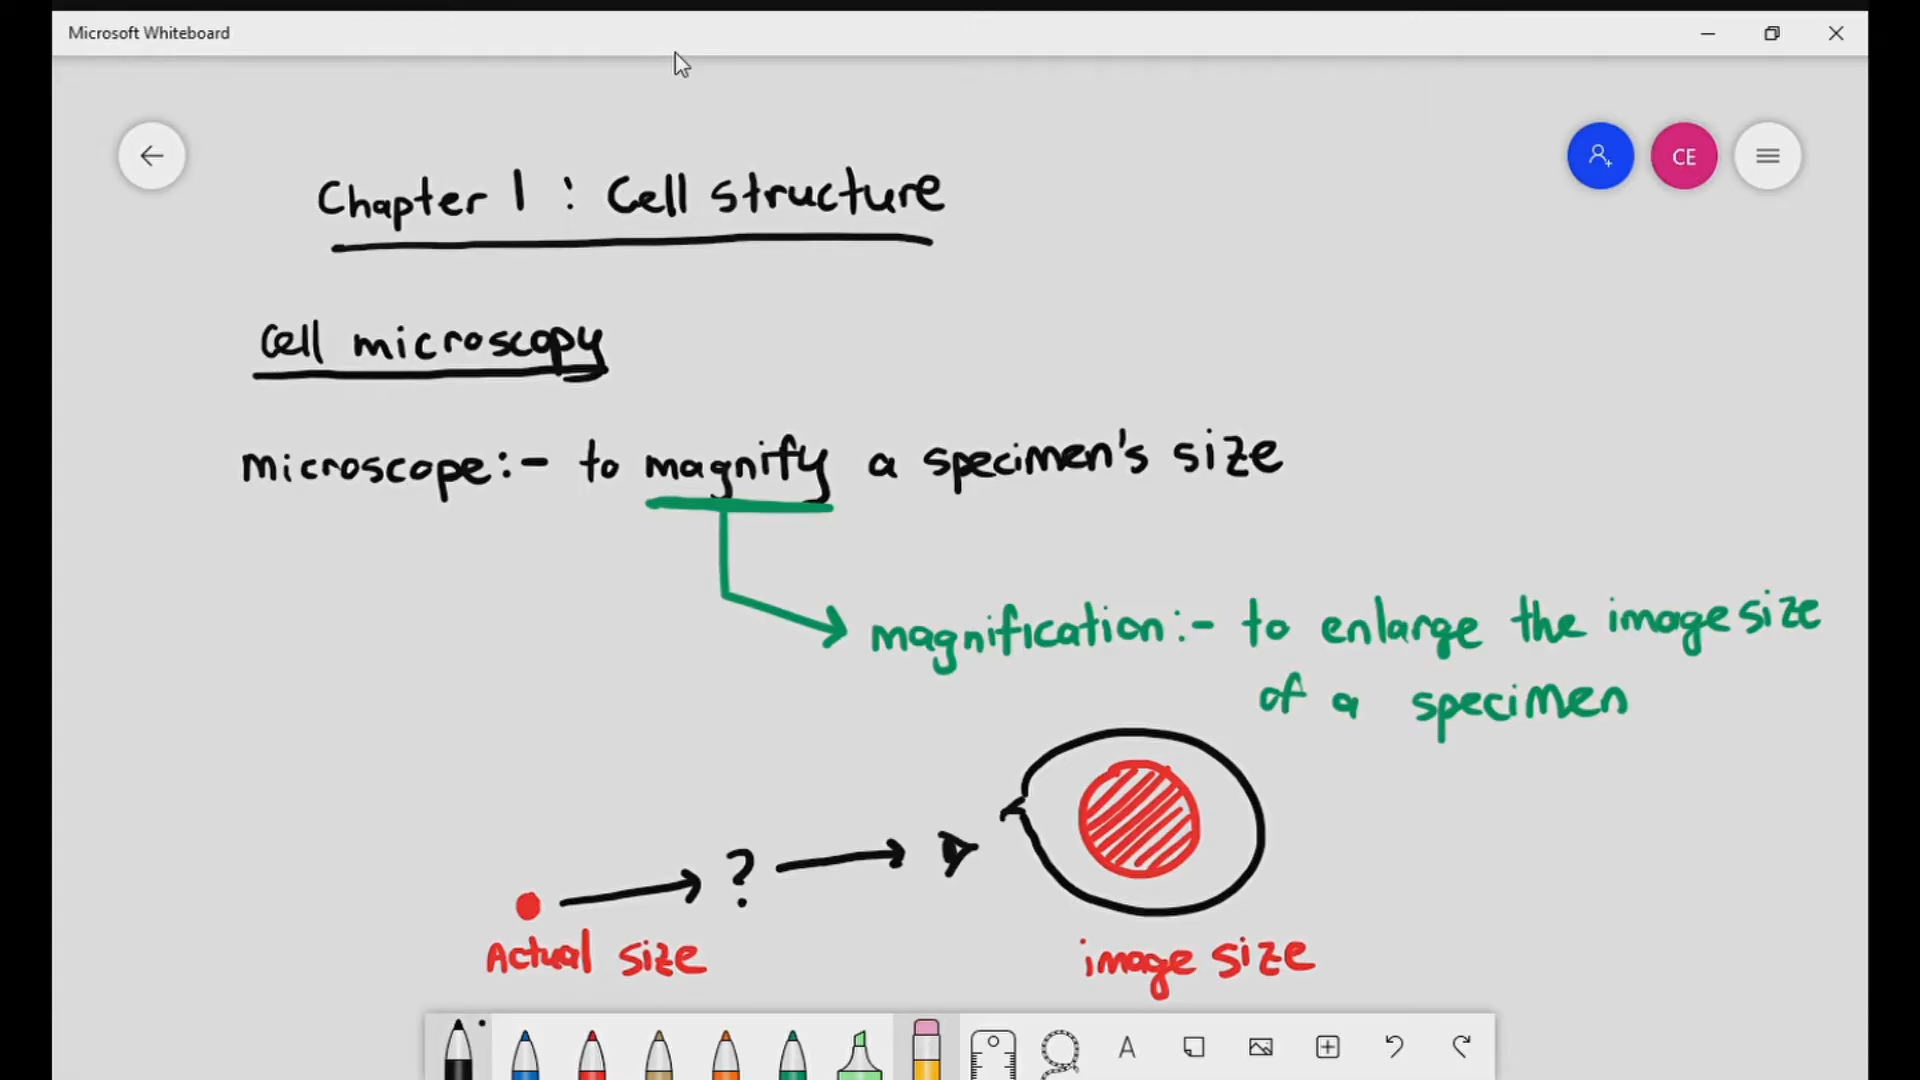 Microsoft Whiteboard
CE
Chapter 1 : Cell structure
Cell microscopy
microscope:- to magnify a specimen's size
magnification:- to enlarge the image size
of a specimen
?
Actual size
image size
A